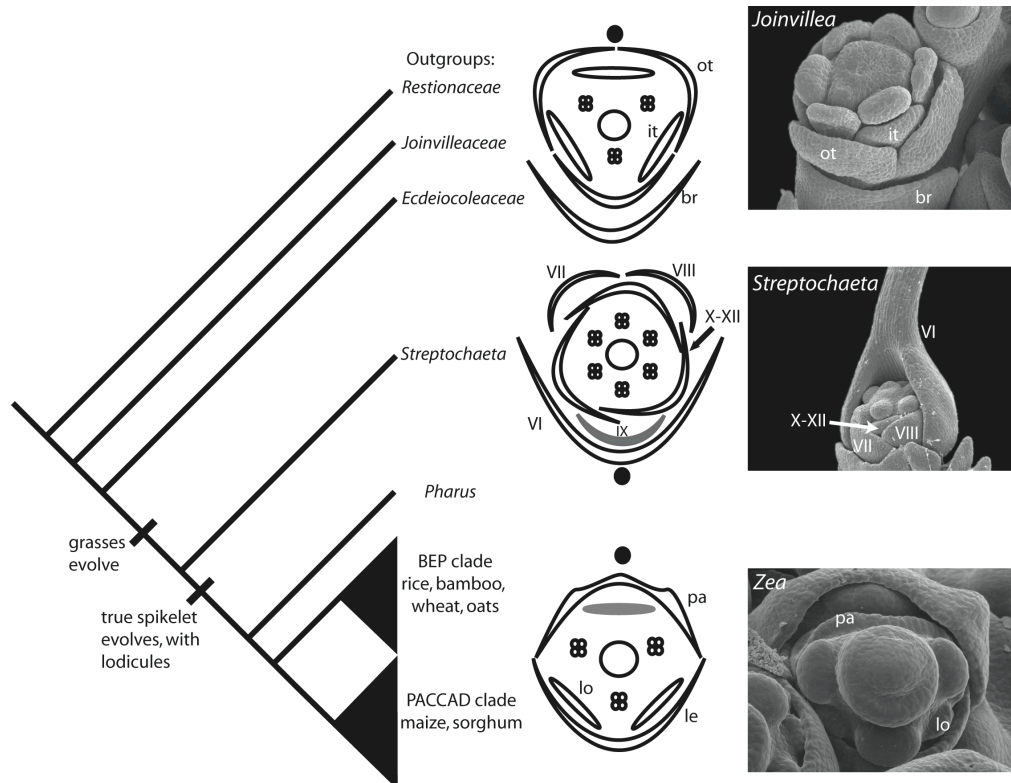 Outgroups:
Restionaceae
Joinvilleaceae
Ecdeiocoleaceae
Streptochaeta
Pharus
BEP clade
rice, bamboo,
wheat, oats
PACCAD clade
maize, sorghum
grasses
evolve
true spikelet
evolves, with
lodicules
ot
it
br
VII
VIII
X-XII
VI
IX
pa
lo
le
Joinvillea
it
ot
br
Streptochaeta
VI
X-XII
VII
VIII
Zea
pa
lo